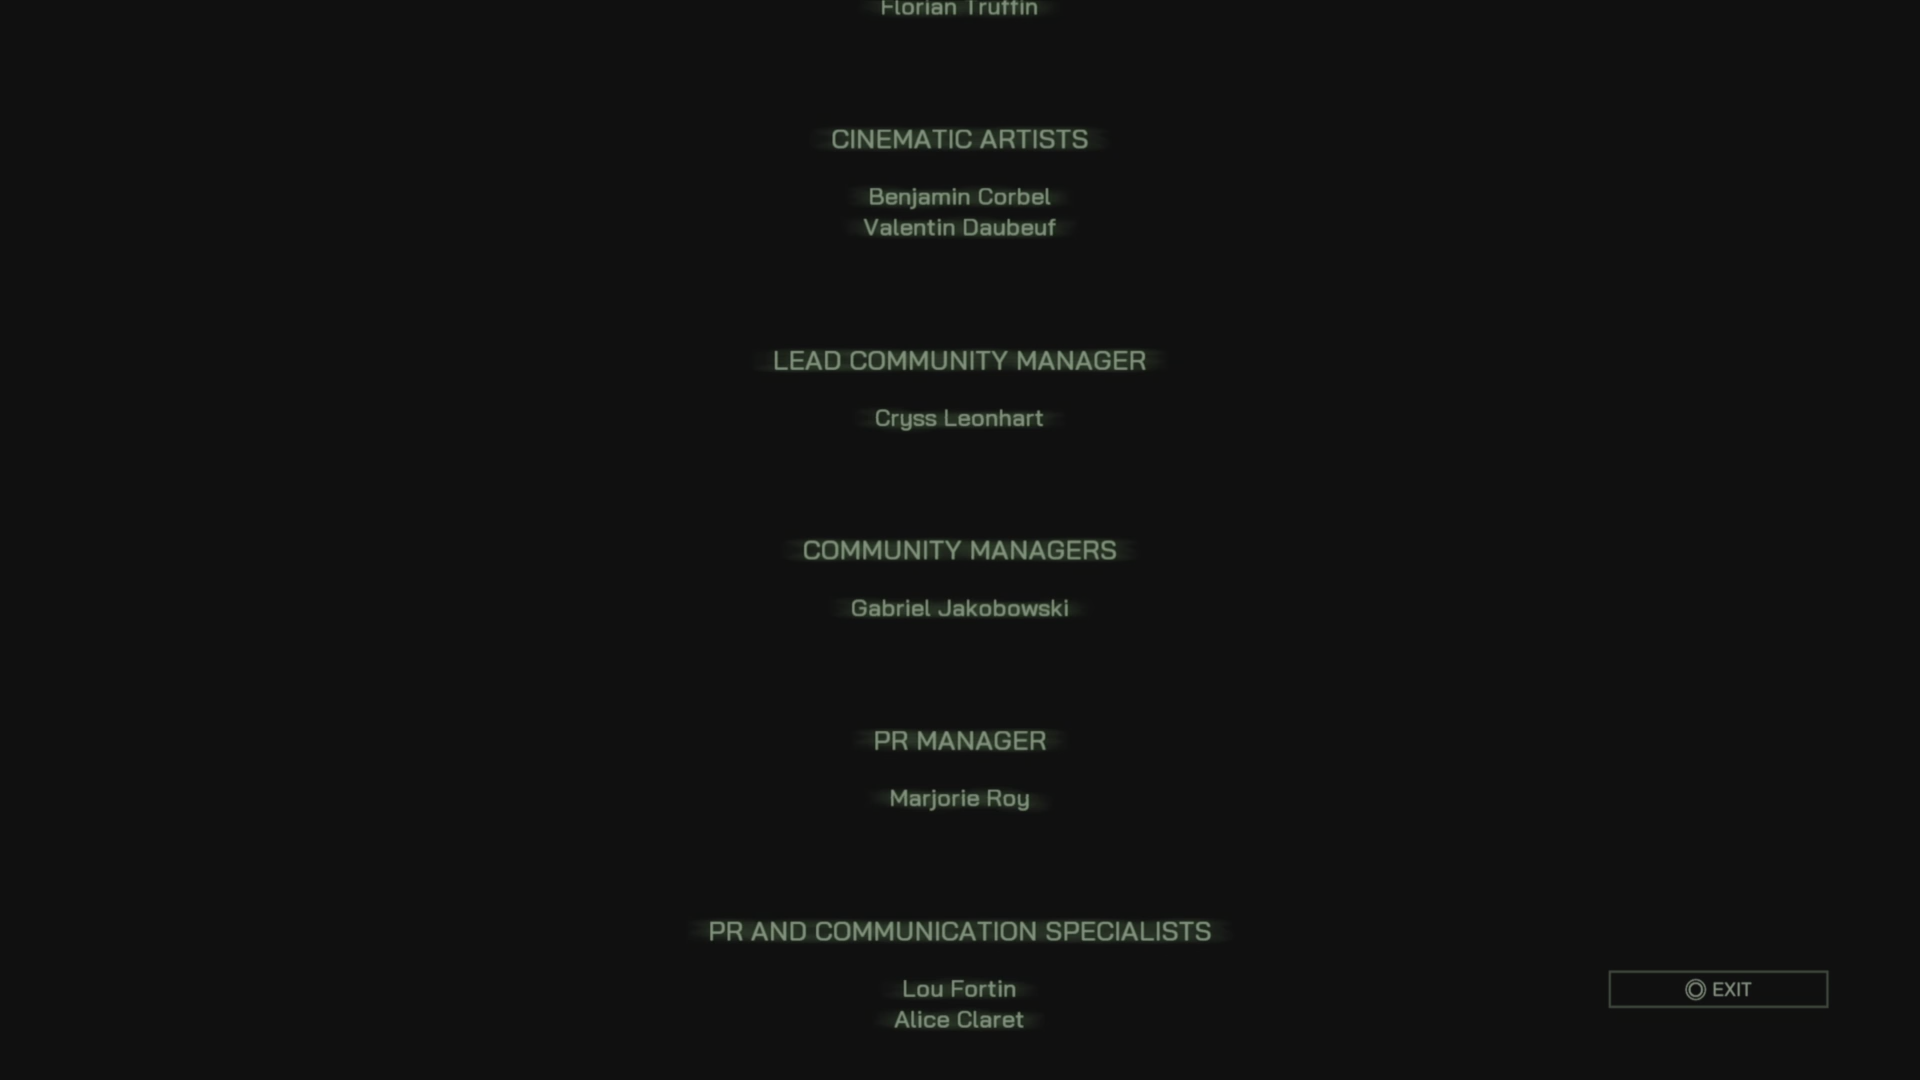 Florian Truffin
CINEMATIC ARTISTS
Benjamin Corbel
Valentin Daubeuf
LEAD COMMUNITY MANAGER
Cryss Leonhart
COMMUNITY MANAGERS
Gabriel Jakobowski
PR MANAGER
Marjorie Roy
PR AND COMMUNICATION SPECIALISTS
Lou Fortin
Alice Claret
EXIT